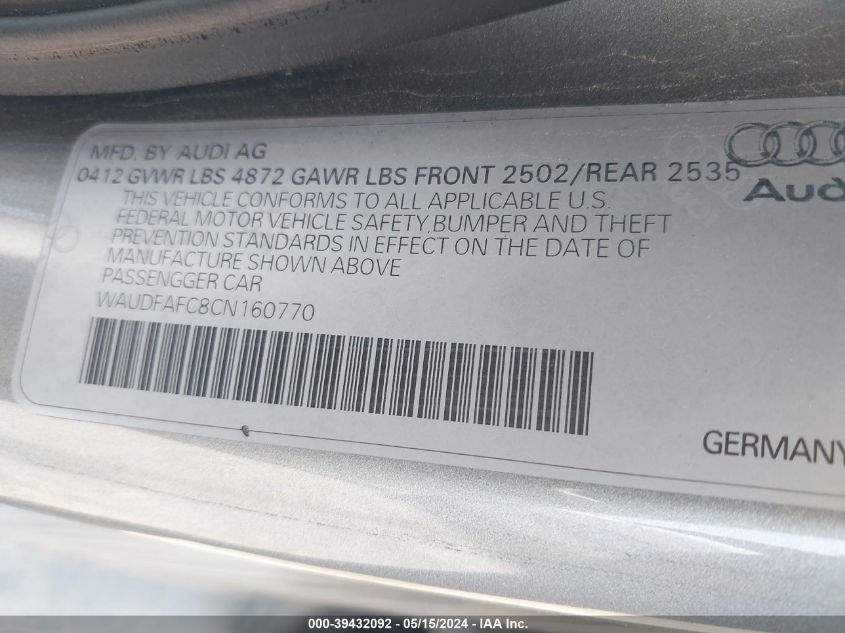 MFD. BY AUDI AG
0412 GVWR LBS 4872 GAWR LBS FRONT 2502/REAR 2535
Aud
THIS VEHICLE CONFORMS TO ALL APPLICABLE U.S.
FEDERAL MOTOR VEHICLE SAFETY,BUMPER AND THEFT
PREVENTION STANDARDS IN EFFECT ON THE DATE OF
MANUFACTURE SHOWN ABOVE
PASSENGGER CAR
WAUDFAFC8CN160770
GERMANY
000-39432092 - 05/15/2024 - IAA Inc.